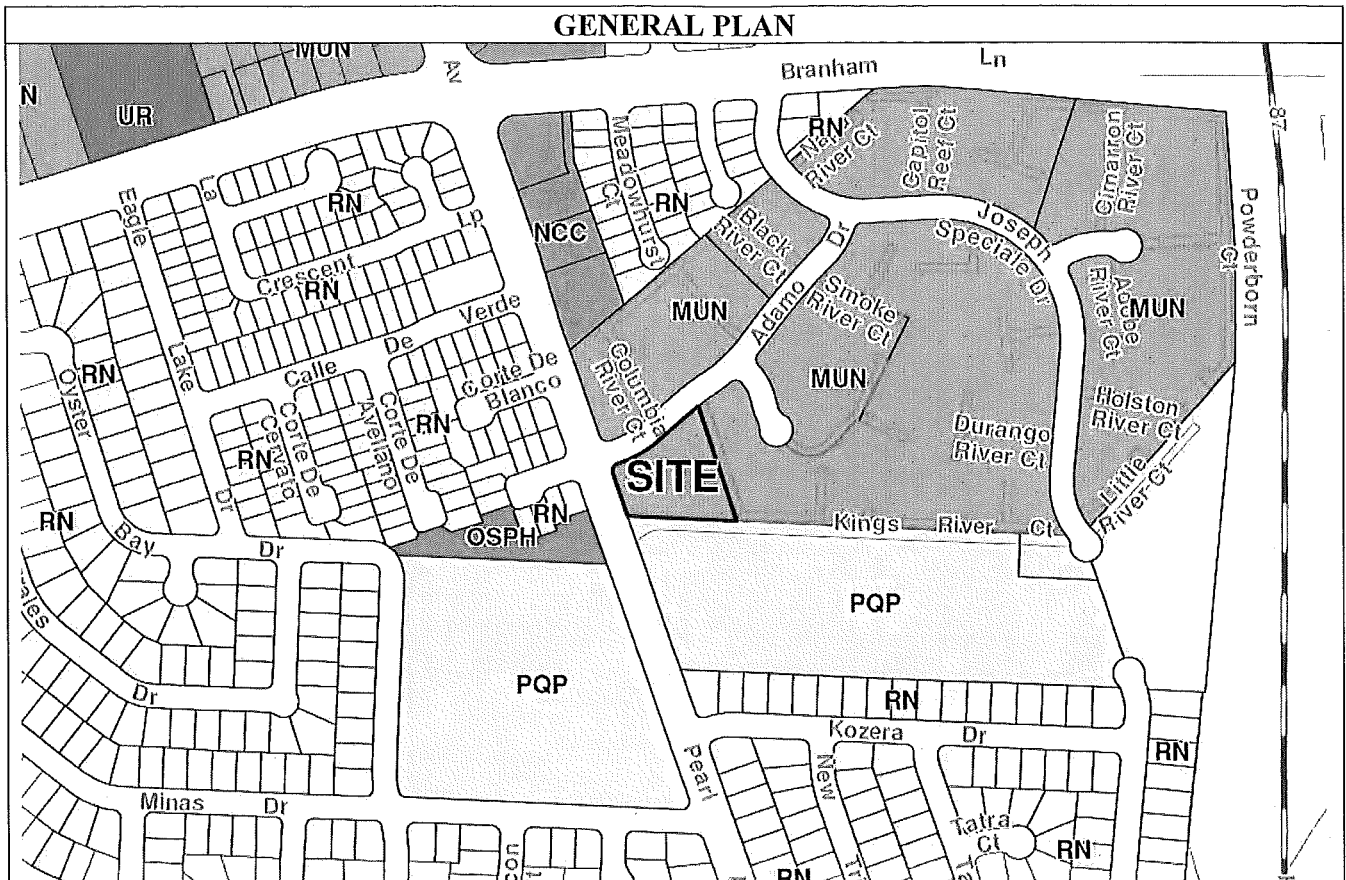 GENERAL PLAN
MUN
Av
Branham
Ln
N
UR
87
RN
Napa
River Ct
Capitol
Reef Ct
Cimarron
River Ct
Meadowhurst
Ct
Eagle
La
RN
Lp
NCC
RN
Black
River Ct
Dr
Joseph
Speciale Dr
Powderborn
Ct
Crescent
RN
MUN
Adamo
Smoke
River Ct
River Ct
MUN
Verde
De
Calle
Lake
RN
Oyster
Corte De
Blanco
Columbia
River Ct
MUN
RN
Corte De
Avellano
Corte De
Cervato
RN
Durango
River Ct
Holston
River Ct
Little
River Ct
SITE
Dr
RN
RN
Bay
Dr
OSPH
Kings
River
Ct
PQP
PQP
Dr
RN
Kozera
Dr
RN
Pearl
New
Minas
Dr
Tatra
Ct
RN
RN